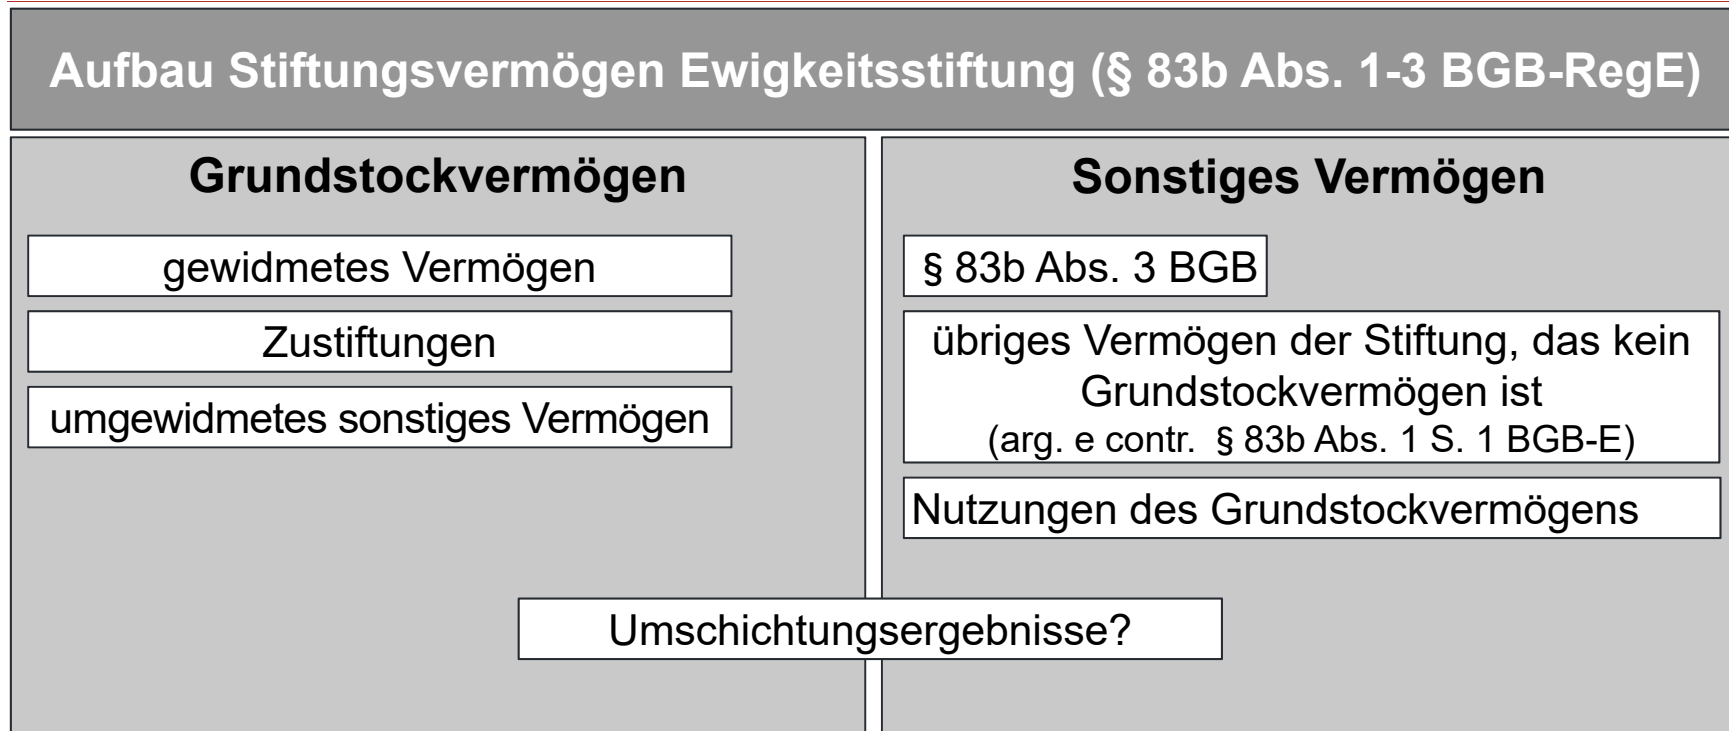 Aufbau Stiftungsvermögen Ewigkeitsstiftung (§ 83b Abs. 1-3 BGB-RegE)
Grundstockvermögen
gewidmetes Vermögen
Zustiftungen
umgewidmetes sonstiges Vermögen
Sonstiges Vermögen
§ 83b Abs. 3 BGB
übriges Vermögen der Stiftung, das kein
Grundstockvermögen ist
(arg. e contr. § 83b Abs. 1 S. 1 BGB-E)
Nutzungen des Grundstockvermögens
Umschichtungsergebnisse?